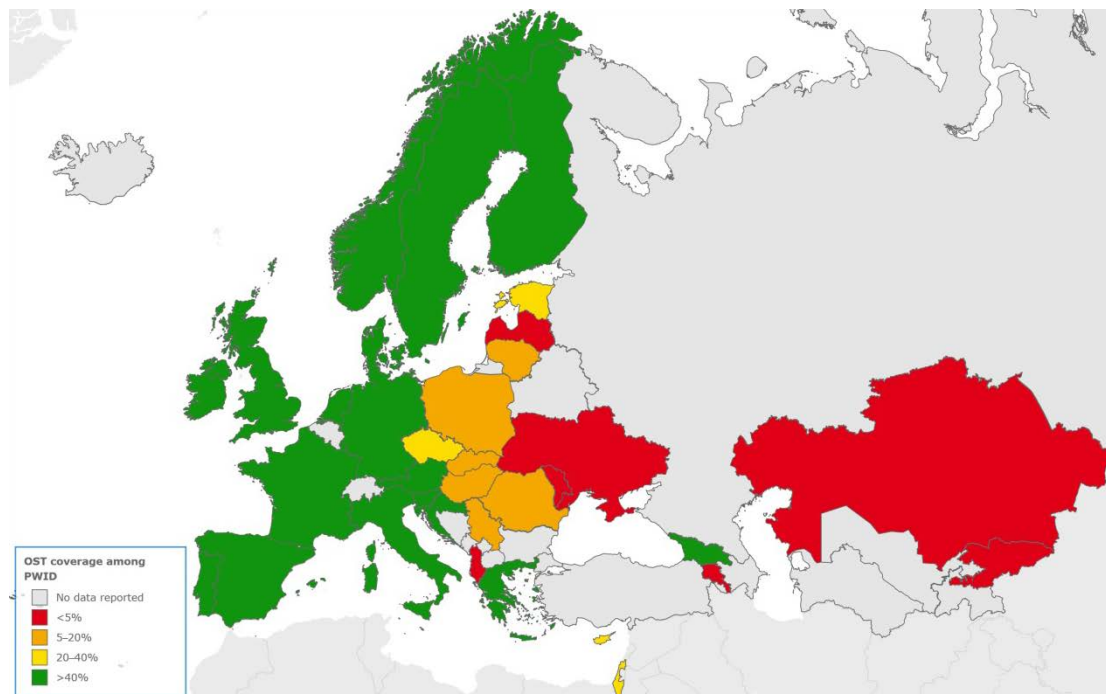 OST coverage among
PWID
No data reported
<5%
5–20%
20–40%
>40%